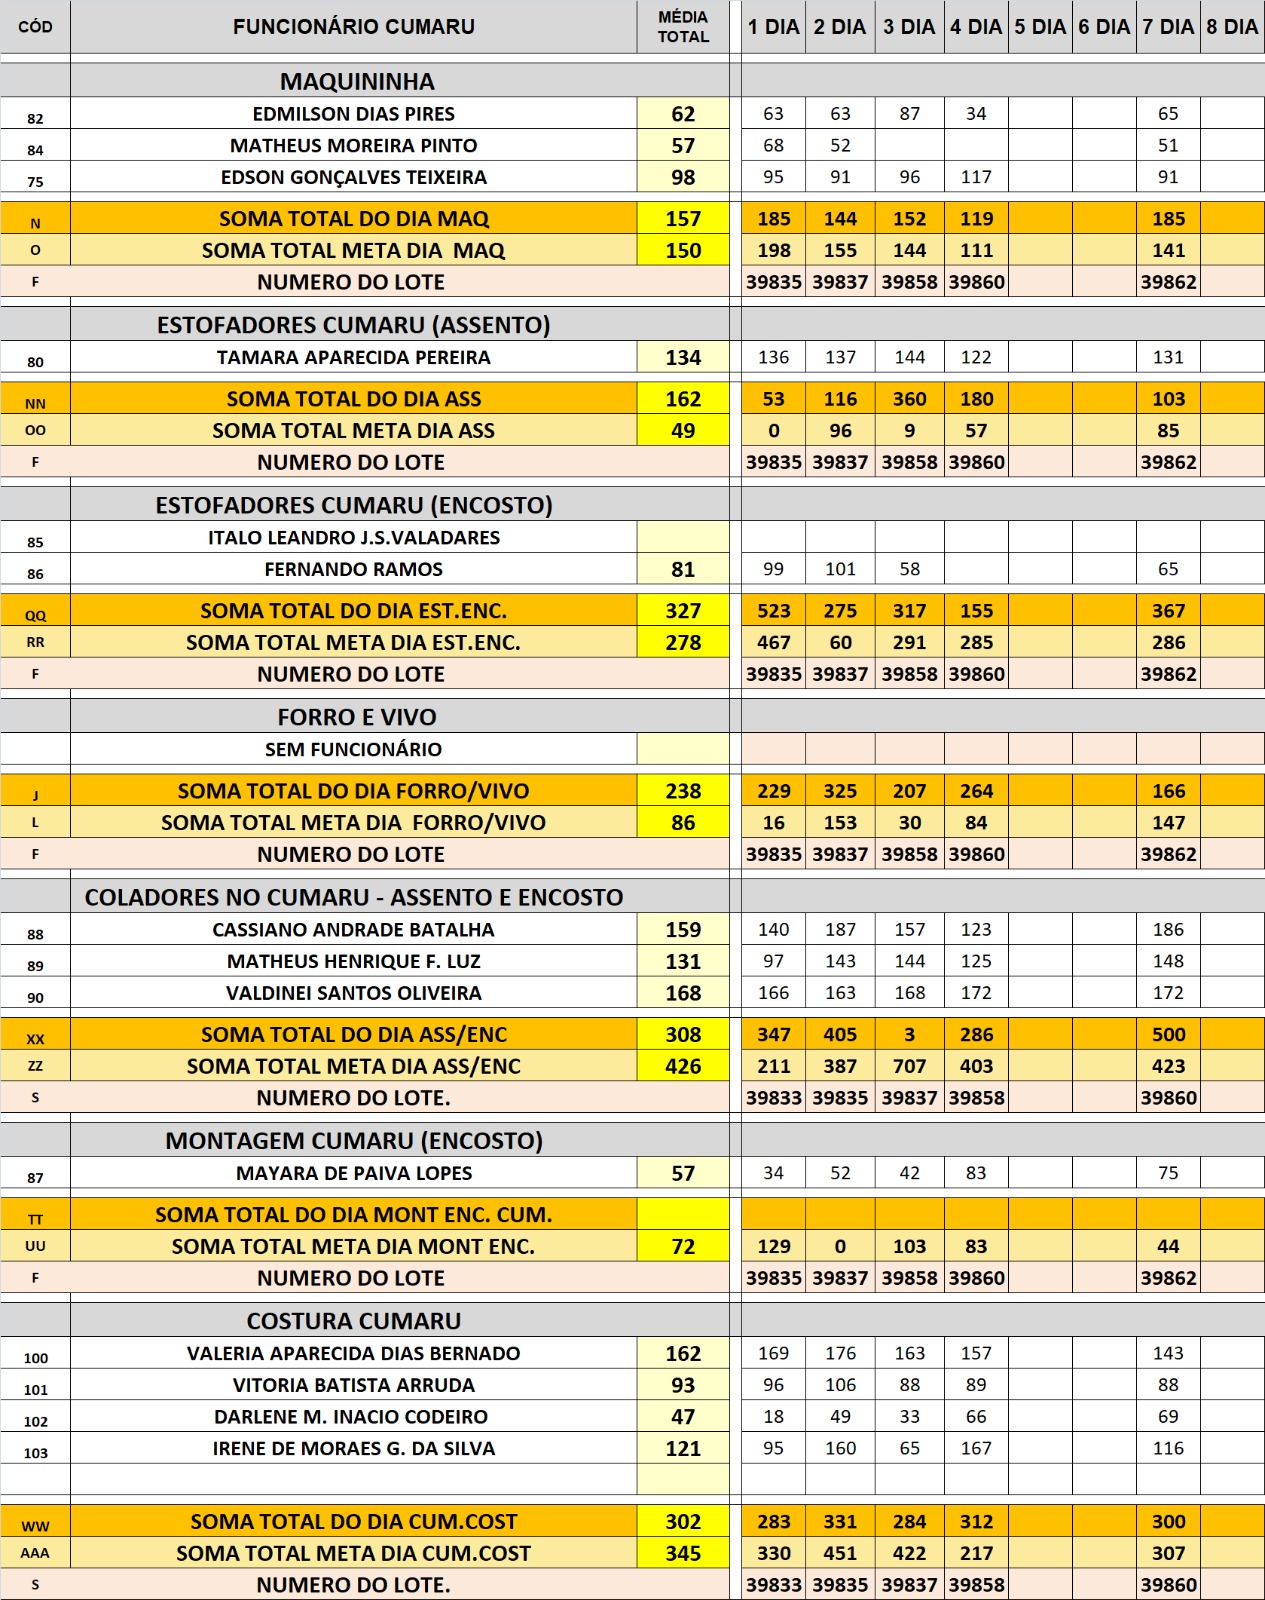 CÓD FUNCIONÁRIO CUMARU MÉDIA TOTAL 1 DIA 2 DIA 3 DIA 4 DIA 5 DIA 6 DIA 7 DIA 8 DIA
MAQUININHA
82 EDMILSON DIAS PIRES 62 63 63 87 34 65
84 MATHEUS MOREIRA PINTO 57 68 52 51
75 EDSON GONÇALVES TEIXEIRA 98 95 91 96 117 91
N SOMA TOTAL DO DIA MAQ 157 185 144 152 119 185
O SOMA TOTAL META DIA MAQ 150 198 155 144 111 141
F NUMERO DO LOTE 39835 39837 39858 39860 39862
ESTOFADORES CUMARU (ASSENTO)
80 TAMARA APARECIDA PEREIRA 134 136 137 144 122 131
NN SOMA TOTAL DO DIA ASS 162 53 116 360 180 103
OO SOMA TOTAL META DIA ASS 49 0 96 9 57 85
F NUMERO DO LOTE 39835 39837 39858 39860 39862
ESTOFADORES CUMARU (ENCOSTO)
85 ITALO LEANDRO J.S.VALADARES
86 FERNANDO RAMOS 81 99 101 58 65
QQ SOMA TOTAL DO DIA EST.ENC. 327 523 275 317 155 367
RR SOMA TOTAL META DIA EST.ENC. 278 467 60 291 285 286
F NUMERO DO LOTE 39835 39837 39858 39860 39862
FORRO E VIVO
SEM FUNCIONÁRIO
J SOMA TOTAL DO DIA FORRO/VIVO 238 229 325 207 264 166
L SOMA TOTAL META DIA FORRO/VIVO 86 16 153 30 84 147
F NUMERO DO LOTE 39835 39837 39858 39860 39862
COLADORES NO CUMARU - ASSENTO E ENCOSTO
88 CASSIANO ANDRADE BATALHA 159 140 187 157 123 186
89 MATHEUS HENRIQUE F. LUZ 131 97 143 144 125 148
90 VALDINEI SANTOS OLIVEIRA 168 166 163 168 172 172
XX SOMA TOTAL DO DIA ASS/ENC 308 347 405 3 286 500
ZZ SOMA TOTAL META DIA ASS/ENC 426 211 387 707 403 423
S NUMERO DO LOTE. 39833 39835 39837 39858 39860
MONTAGEM CUMARU (ENCOSTO)
87 MAYARA DE PAIVA LOPES 57 34 52 42 83 75
TT SOMA TOTAL DO DIA MONT ENC. CUM.
UU SOMA TOTAL META DIA MONT ENC. 72 129 0 103 83 44
F NUMERO DO LOTE 39835 39837 39858 39860 39862
COSTURA CUMARU
100 VALERIA APARECIDA DIAS BERNADO 162 169 176 163 157 143
101 VITORIA BATISTA ARRUDA 93 96 106 88 89 88
102 DARLENE M. INACIO CODEIRO 47 18 49 33 66 69
103 IRENE DE MORAES G. DA SILVA 121 95 160 65 167 116
WW SOMA TOTAL DO DIA CUM.COST 302 283 331 284 312 300
AAA SOMA TOTAL META DIA CUM.COST 345 330 451 422 217 307
S NUMERO DO LOTE. 39833 39835 39837 39858 39860